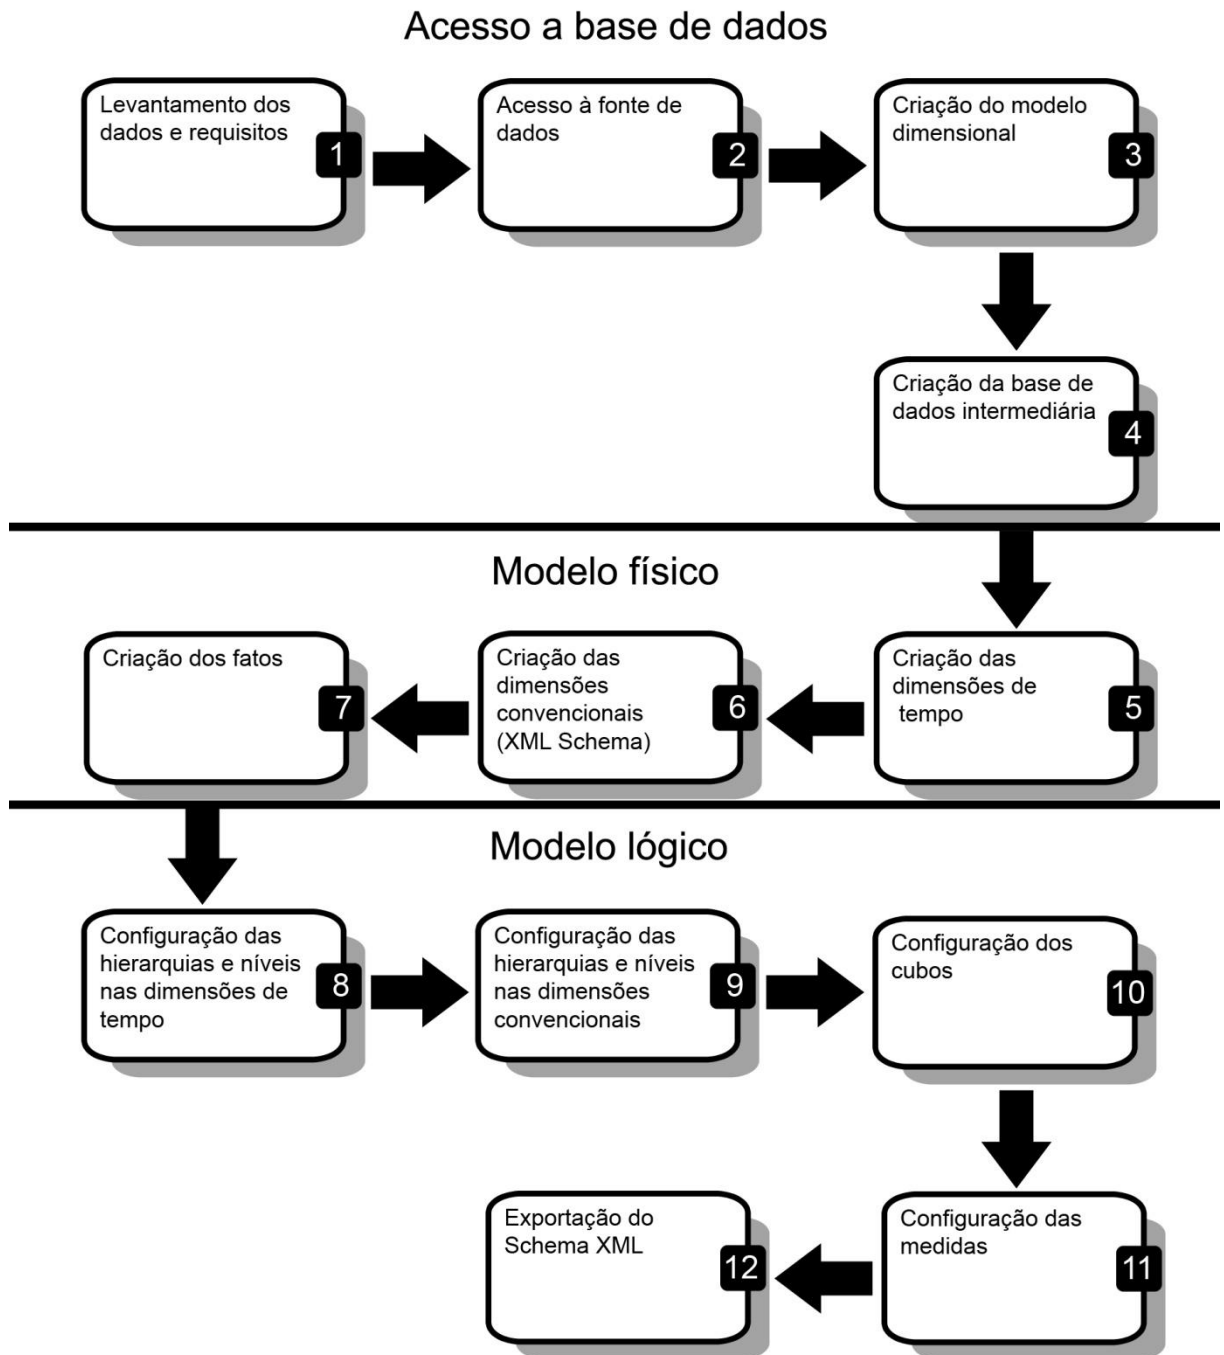 Acesso a base de dados
Levantamento dos
dados e requisitos
1
Acesso à fonte de
dados
2
Criação do modelo
dimensional
3
Criação da base de
dados intermediária
4
Modelo físico
Criação das
dimensões de
tempo
5
Criação das
dimensões
convencionais
(XML Schema)
6
Criação dos fatos
7
Modelo lógico
Configuração das
hierarquias e níveis
nas dimensões de
tempo
8
Configuração das
hierarquias e níveis
nas dimensões
convencionais
9
Configuração dos
cubos
10
Configuração das
medidas
11
Exportação do
Schema XML
12